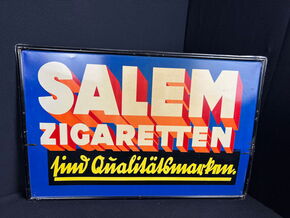 SALEM
ZIGARETTEN
sind Qualitätsmarken.